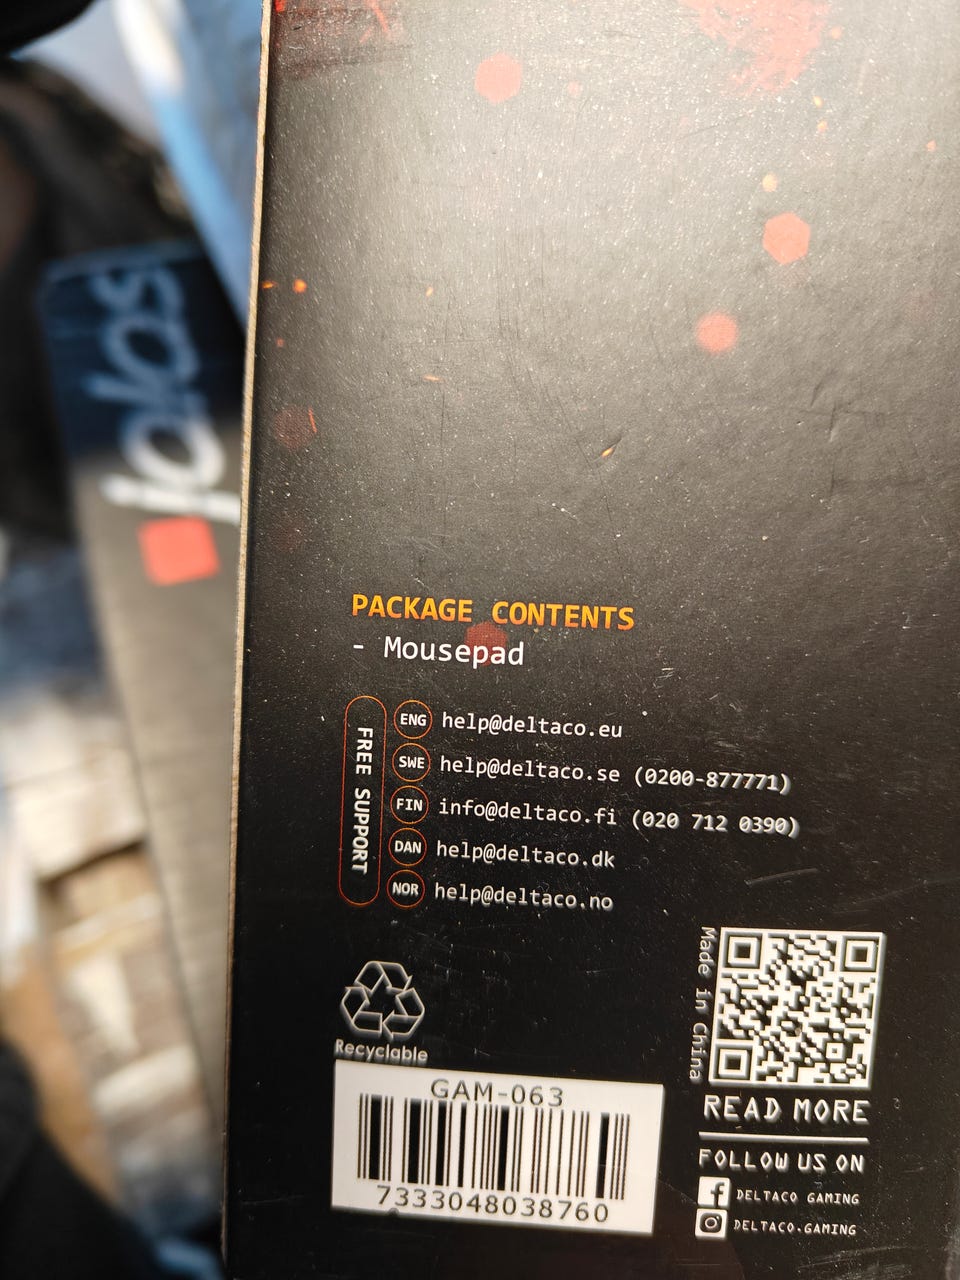 PACKAGE CONTENTS
- Mousepad
FREE SUPPORT
ENG help@deltaco.eu
SWE help@deltaco.se (0200-877771)
FIN info@deltaco.fi (020 712 0390)
DAN help@deltaco.dk
NOR help@deltaco.no
Recyclable
GAM-063
7333048038760
Made in China
READ MORE
FOLLOW US ON
DELTACO GAMING
DELTACO.GAMING